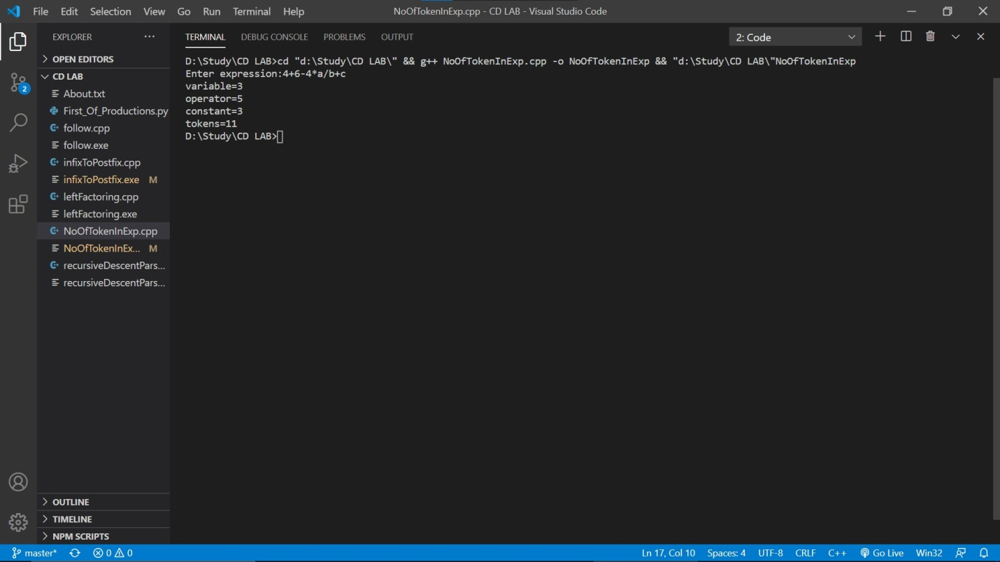 File Edit Selection View Go Run Terminal Help NoOfTokenInExp.cpp - CD LAB - Visual Studio Code
EXPLORER
TERMINAL DEBUG CONSOLE PROBLEMS OUTPUT 2: Code
OPEN EDITORS
CD LAB
About.txt
First_Of_Productions.py
follow.cpp
follow.exe
infixToPostfix.cpp
infixToPostfix.exe M
leftFactoring.cpp
leftFactoring.exe
NoOfTokenInExp.cpp
NoOfTokenInEx... M
recursiveDescentPars...
recursiveDescentPars...
OUTLINE
TIMELINE
NPM SCRIPTS
2
D:\Study\CD LAB>cd "d:\Study\CD LAB\" && g++ NoOfTokenInExp.cpp -o NoOfTokenInExp && "d:\Study\CD LAB\"NoOfTokenInExp
Enter expression:4+6-4*a/b+c
variable=3
operator=5
constant=3
tokens=11
D:\Study\CD LAB>
master* 0 0 Ln 17, Col 10 Spaces: 4 UTF-8 CRLF C++ Go Live Win32